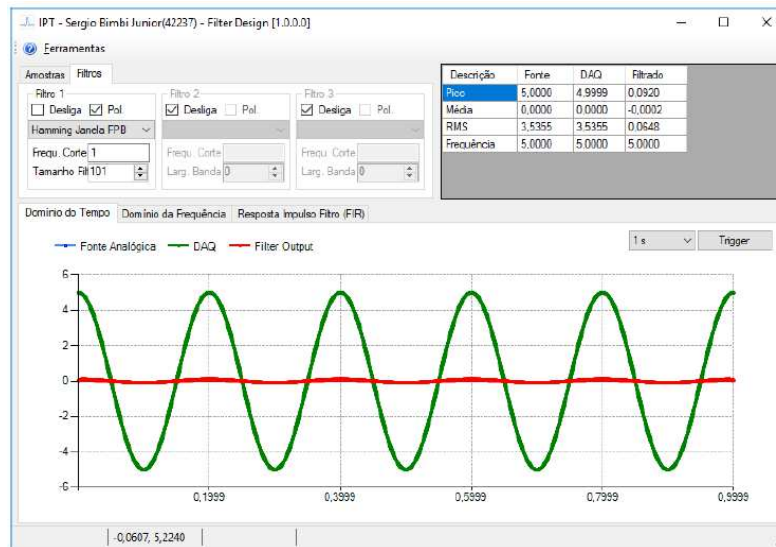 IPT - Sergio Bimbi Junior(42237) - Filter Design [1.0.0.0]
Ferramentas
Amostras Filtros
Filtro 1 Filtro 2 Filtro 3
Desliga Pol. Desliga Pol. Desliga Pol.
Hamming Janela FPB
Frequ. Corte 1 Frequ. Corte Frequ. Corte
Tamanho Filt 101 Larg. Banda 0 Larg. Banda 0
Descrição Fonte DAQ Filtrado
Pico 5,0000 4,9999 0,0920
Média 0,0000 0,0000 -0,0002
RMS 3,5355 3,5355 0,0648
Frequência 5,0000 5,0000 5,0000
Domínio do Tempo Domínio da Frequência Resposta Impulso Filtro (FIR)
Fonte Analógica DAQ Filter Output
1 s Trigger
6
4
2
0
-2
-4
-6
0,1999 0,3999 0,5999 0,7999 0,9999
-0,0607, 5,2240